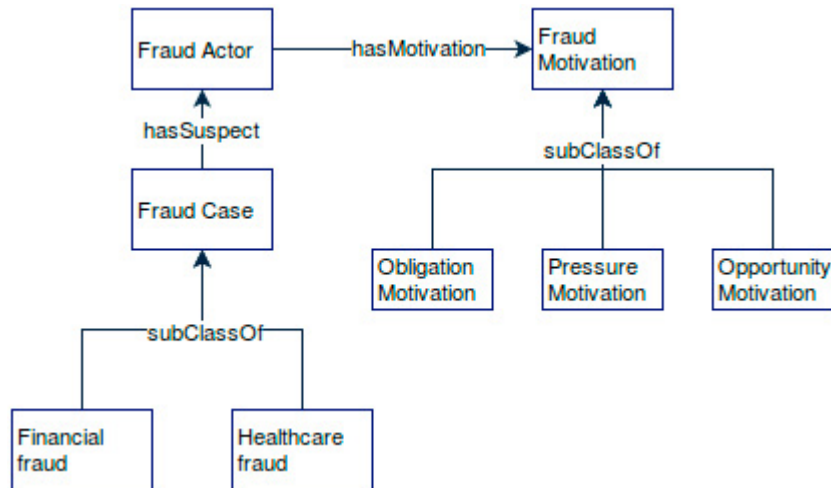 Fraud Actor
hasMotivation
Fraud
Motivation
hasSuspect
subClassOf
Fraud Case
Obligation
Motivation
Pressure
Motivation
Opportunity
Motivation
subClassOf
Financial
fraud
Healthcare
fraud